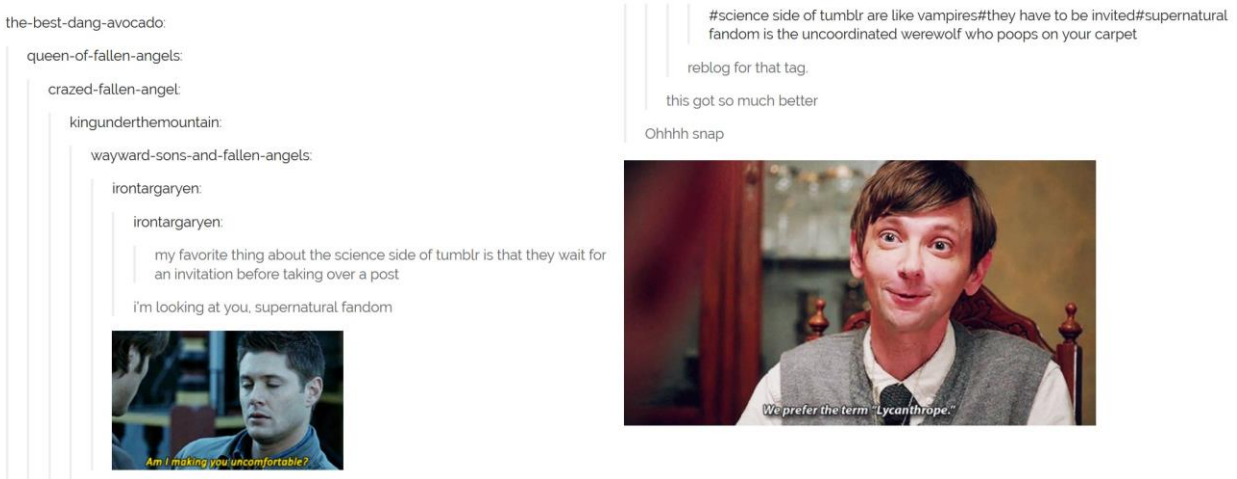 the-best-dang-avocado:
queen-of-fallen-angels:
crazed-fallen-angel:
kingunderthemountain:
wayward-sons-and-fallen-angels:
irontargaryen:
irontargaryen:
my favorite thing about the science side of tumblr is that they wait for
an invitation before taking over a post
i'm looking at you, supernatural fandom
Am I making you uncomfortable?
#science side of tumblr are like vampires#they have to be invited#supernatural
fandom is the uncoordinated werewolf who poops on your carpet
reblog for that tag.
this got so much better
Ohhhh snap
We prefer the term "Lycanthrope."